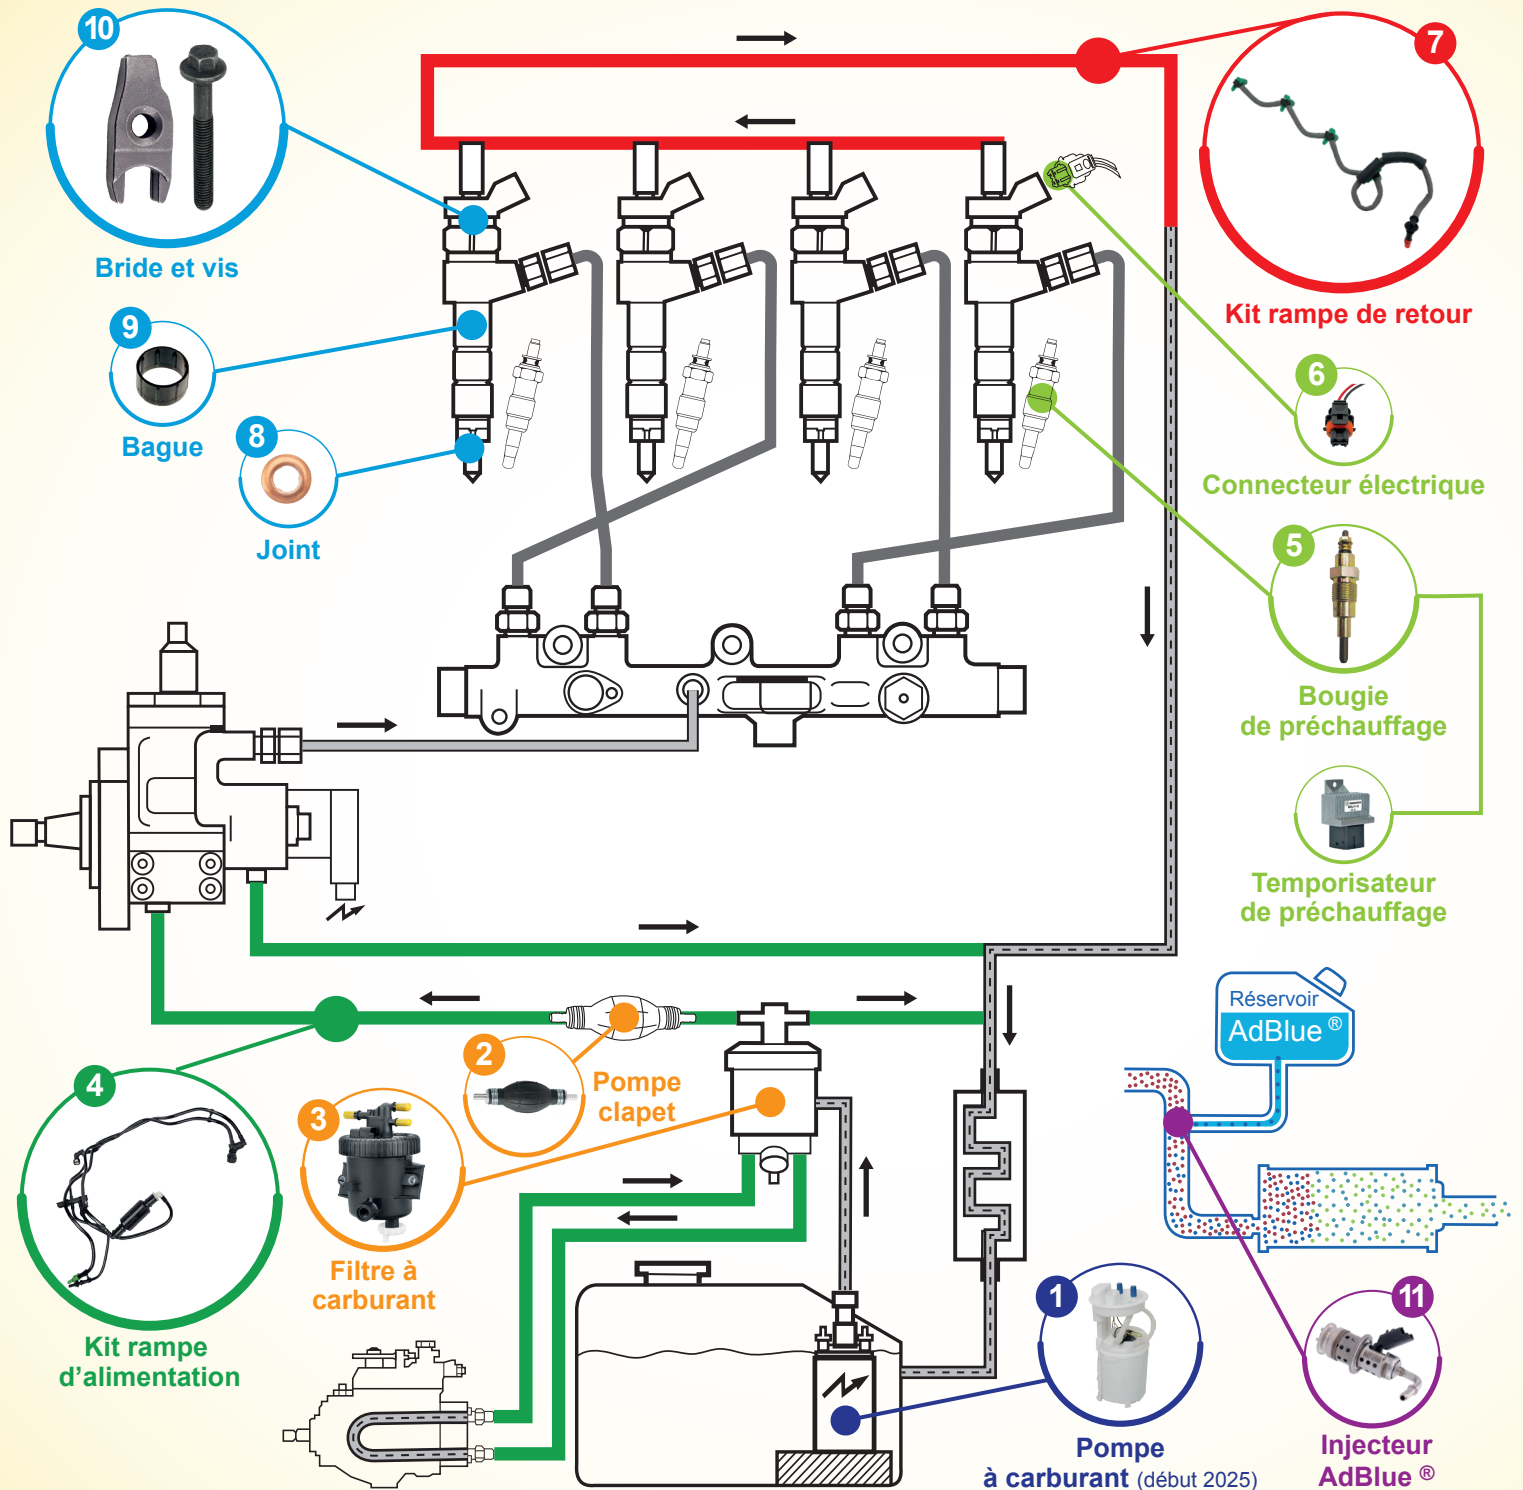 10
Bride et vis
9
Bague
8
Joint
7
Kit rampe de retour
6
Connecteur électrique
5
Bougie
de préchauffage
Temporisateur
de préchauffage
4
Kit rampe
d'alimentation
3
Filtre à
carburant
2
Pompe
clapet
1
Pompe
à carburant (début 2025)
Réservoir
AdBlue ®
11
Injecteur
AdBlue ®